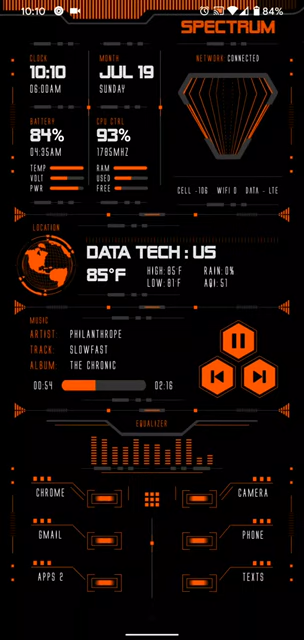 10:10 84%
SPECTRUM
CLOCK MONTH NETWORK CONNECTED
10:10 JUL 19
06:00AM SUNDAY
BATTERY CPU CTRL
84% 93%
04:35AM 1785MHZ
TEMP RAM
VOLT USED
PWR FREE
CELL -106 WIFI 0 DATA - LTE
LOCATION
DATA TECH : US
85°F HIGH: 85°F RAIN: 0%
LOW: 81°F AQI: 51
MUSIC
ARTIST: PHILANTHROPE
TRACK: SLOWFAST
ALBUM: THE CHRONIC
00:54 02:16
EQUALIZER
CHROME CAMERA
GMAIL PHONE
APPS 2 TEXTS